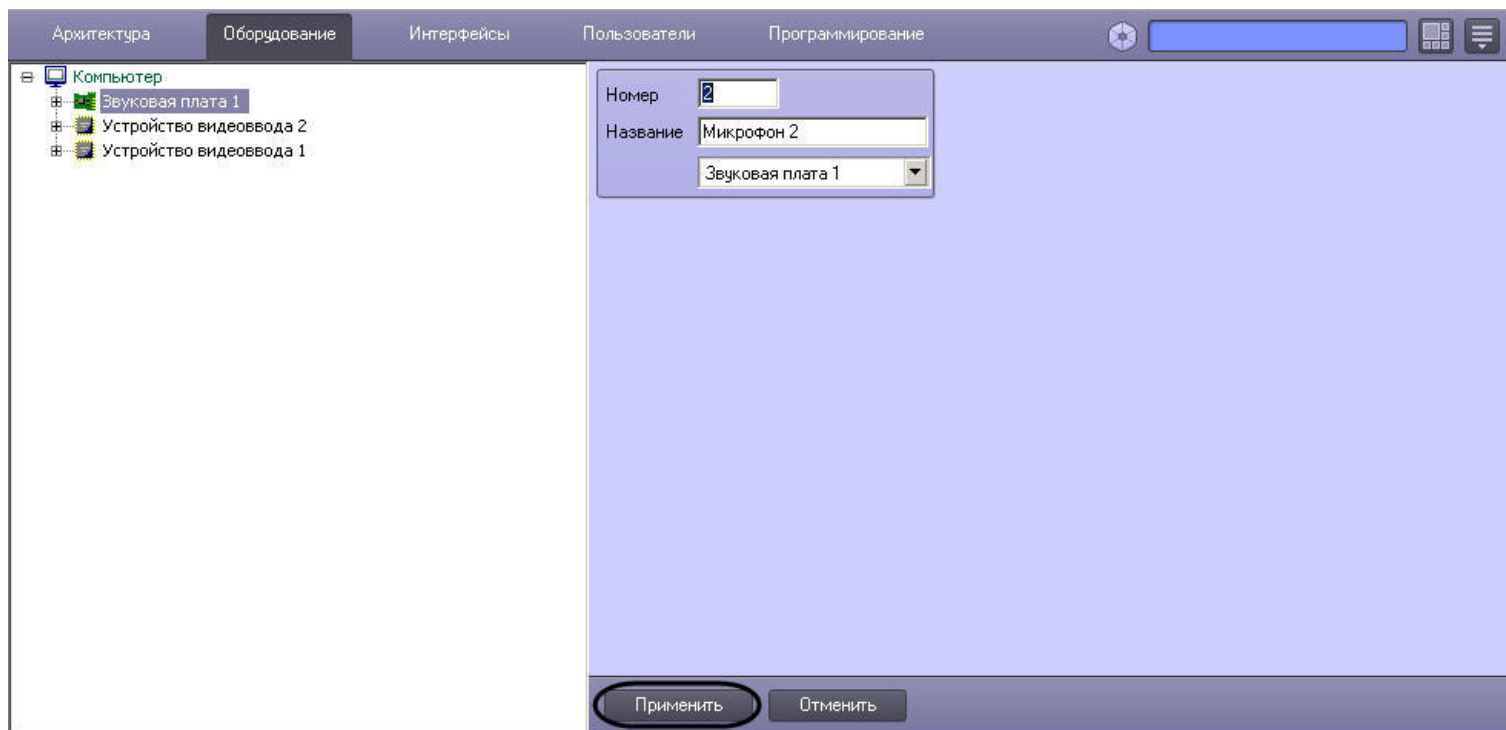 Архитектура Оборудование Интерфейсы Пользователи Программирование
Компьютер
Звуковая плата 1
Устройство видеоввода 2
Устройство видеоввода 1
Номер 2
Название Микрофон 2
Звуковая плата 1
Применить Отменить